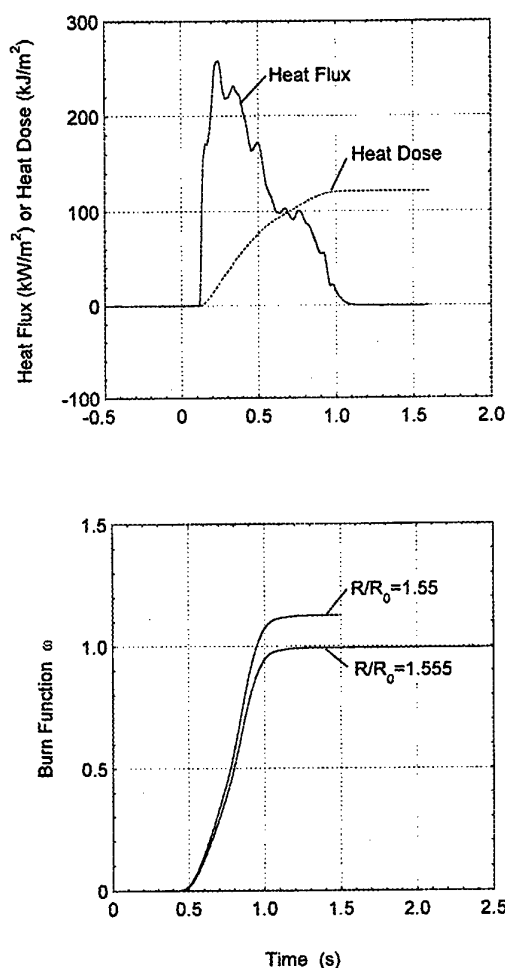 300
200
100
0
-100
Heat Flux (kW/m²) or Heat Dose (kJ/m²)
Heat Flux
Heat Dose
-0.5 0 0.5 1.0 1.5 2.0
1.5
1.0
0.5
0
Burn Function ω
R/R₀=1.55
R/R₀=1.555
0 0.5 1.0 1.5 2.0 2.5
Time (s)